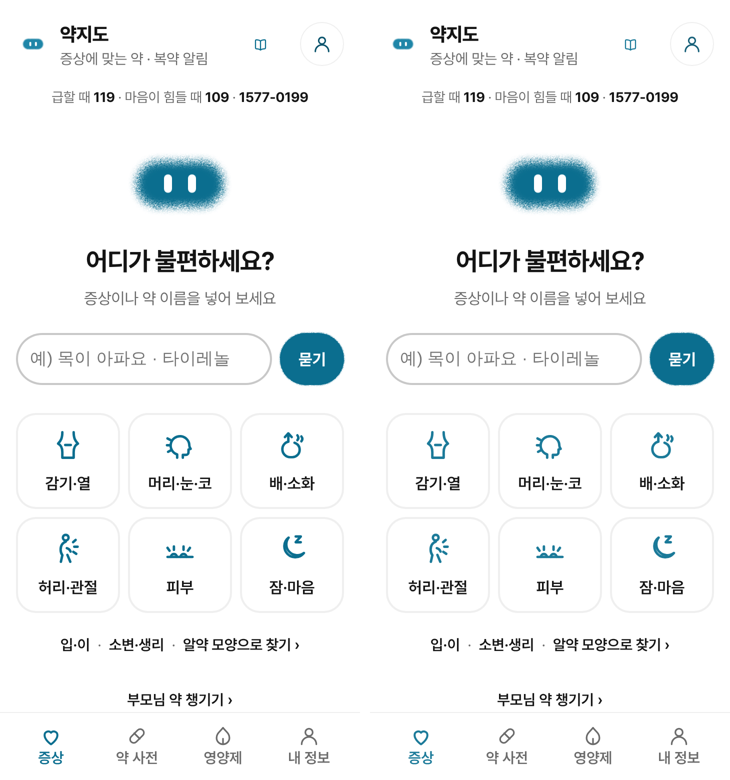 약지도
증상에 맞는 약 · 복약 알림
급할 때 119 · 마음이 힘들 때 109 · 1577-0199
어디가 불편하세요?
증상이나 약 이름을 넣어 보세요
예) 목이 아파요 · 타이레놀
묻기
감기·열
머리·눈·코
배·소화
허리·관절
피부
잠·마음
입·이 · 소변·생리 · 알약 모양으로 찾기 ›
부모님 약 챙기기 ›
증상
약 사전
영양제
내 정보
약지도
증상에 맞는 약 · 복약 알림
급할 때 119 · 마음이 힘들 때 109 · 1577-0199
어디가 불편하세요?
증상이나 약 이름을 넣어 보세요
예) 목이 아파요 · 타이레놀
묻기
감기·열
머리·눈·코
배·소화
허리·관절
피부
잠·마음
입·이 · 소변·생리 · 알약 모양으로 찾기 ›
부모님 약 챙기기 ›
증상
약 사전
영양제
내 정보